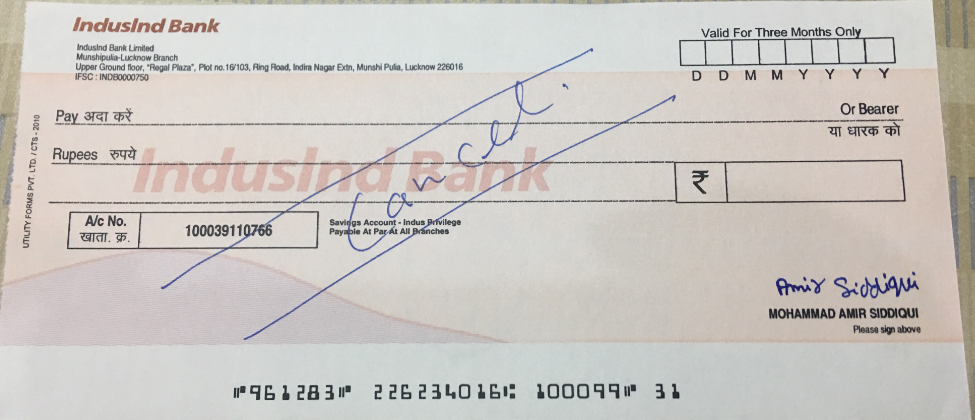 IndusInd Bank
IndusInd Bank Limited
Munshipulia-Lucknow Branch
Upper Ground floor, "Regal Plaza", Plot no.16/103, Ring Road, Indira Nagar Extn, Munshi Pulia, Lucknow 226016
IFSC : INDB0000750
Valid For Three Months Only
D D M M Y Y Y Y
Pay अदा करें
Or Bearer
या धारक को
Rupees रुपये
IndusInd Bank
Cancel.
₹
A/c No.
खाता. क्र.
100039110766
Savings Account - Indus Privilege
Payable At Par At All Branches
UTILITY FORMS PVT. LTD. / CTS - 2010
Amir Siddiqui
MOHAMMAD AMIR SIDDIQUI
Please sign above
⑈961283⑈ 226234016⑆ 100099⑈ 31